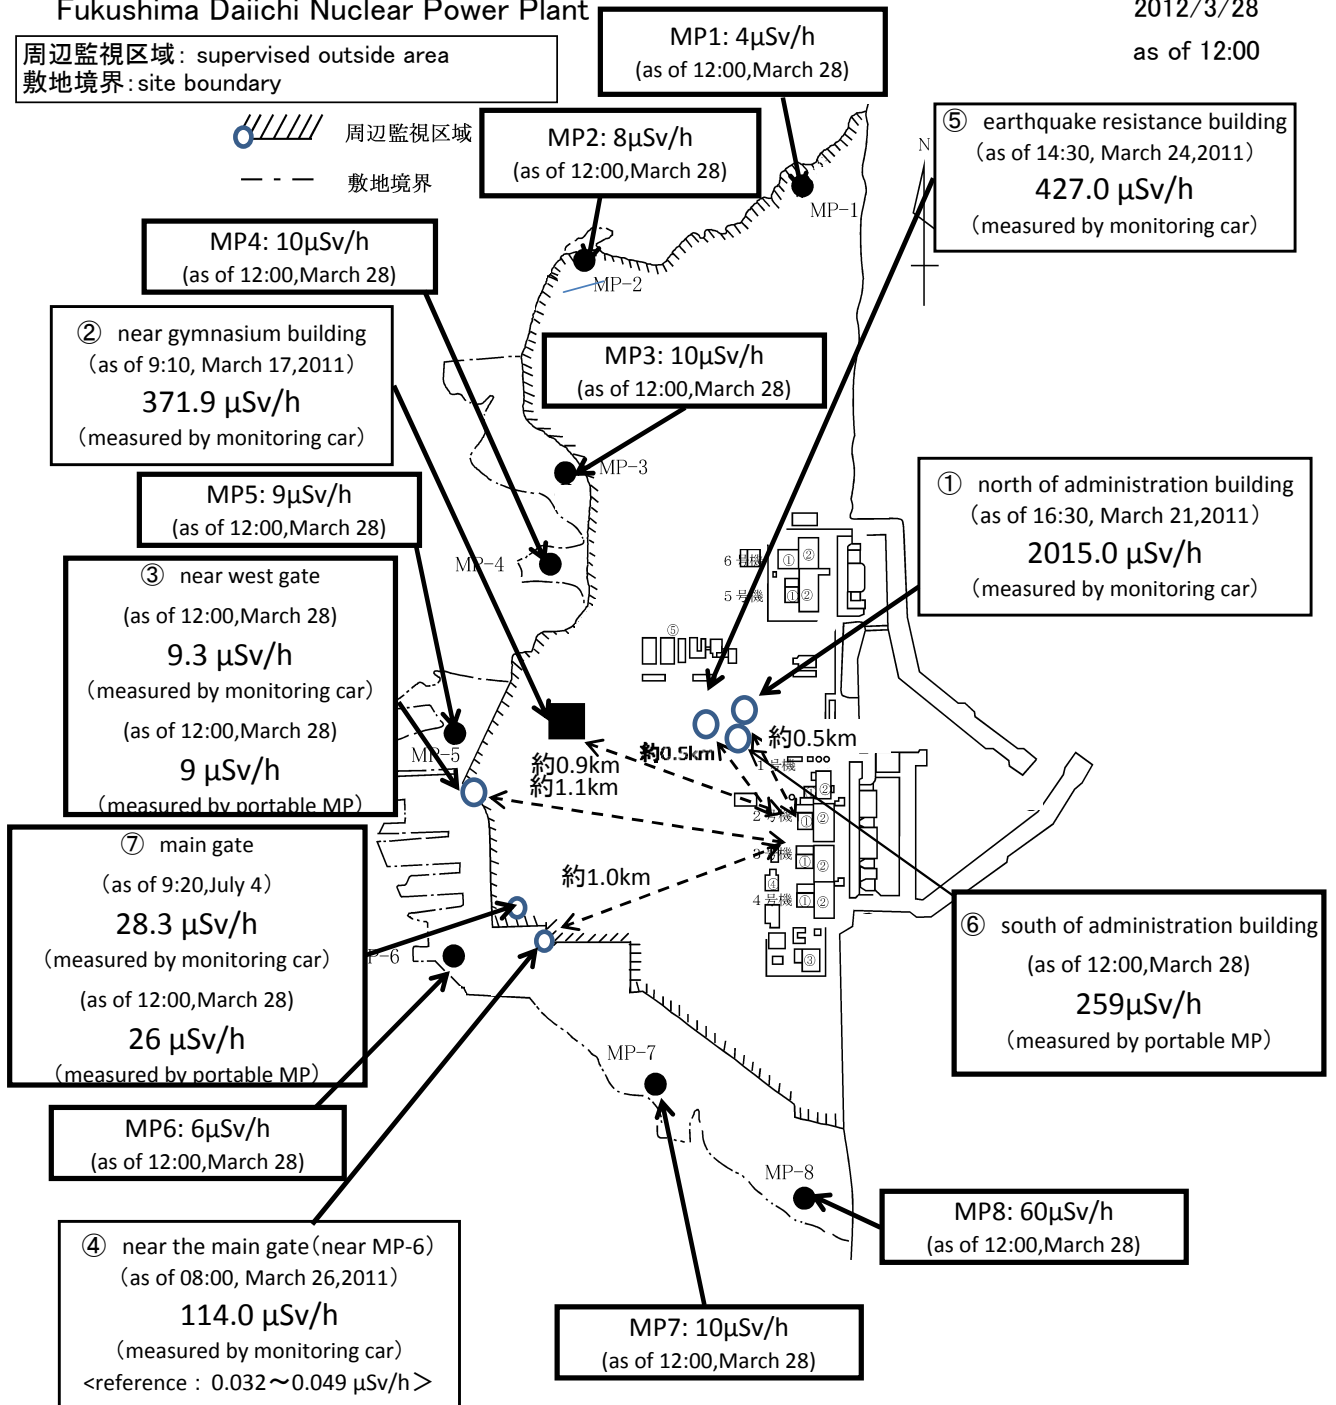 Fukushima Daiichi Nuclear Power Plant
2012/3/28
as of 12:00
周辺監視区域: supervised outside area
敷地境界:site boundary
周辺監視区域
敷地境界
MP1: 4μSv/h
(as of 12:00,March 28)
MP2: 8μSv/h
(as of 12:00,March 28)
⑤ earthquake resistance building
(as of 14:30, March 24,2011)
427.0 μSv/h
(measured by monitoring car)
N
MP-1
MP4: 10μSv/h
(as of 12:00,March 28)
MP-2
② near gymnasium building
(as of 9:10, March 17,2011)
371.9 μSv/h
(measured by monitoring car)
MP3: 10μSv/h
(as of 12:00,March 28)
MP-3
MP5: 9μSv/h
(as of 12:00,March 28)
① north of administration building
(as of 16:30, March 21,2011)
2015.0 μSv/h
(measured by monitoring car)
MP-4
6号機
① ②
5号機
① ②
③ near west gate
(as of 12:00,March 28)
9.3 μSv/h
(measured by monitoring car)
(as of 12:00,March 28)
9 μSv/h
(measured by portable MP)
⑤
MP-5
約0.9km
約1.1km
約0.5km
約0.5km
1号機
②
2号機
① ②
3号機
① ②
④
4号機
① ②
③
約1.0km
⑦ main gate
(as of 9:20,July 4)
28.3 μSv/h
(measured by monitoring car)
(as of 12:00,March 28)
26 μSv/h
(measured by portable MP)
P-6
⑥ south of administration building
(as of 12:00,March 28)
259μSv/h
(measured by portable MP)
MP-7
MP6: 6μSv/h
(as of 12:00,March 28)
MP-8
MP8: 60μSv/h
(as of 12:00,March 28)
④ near the main gate(near MP-6)
(as of 08:00, March 26,2011)
114.0 μSv/h
(measured by monitoring car)
<reference : 0.032～0.049 μSv/h＞
MP7: 10μSv/h
(as of 12:00,March 28)